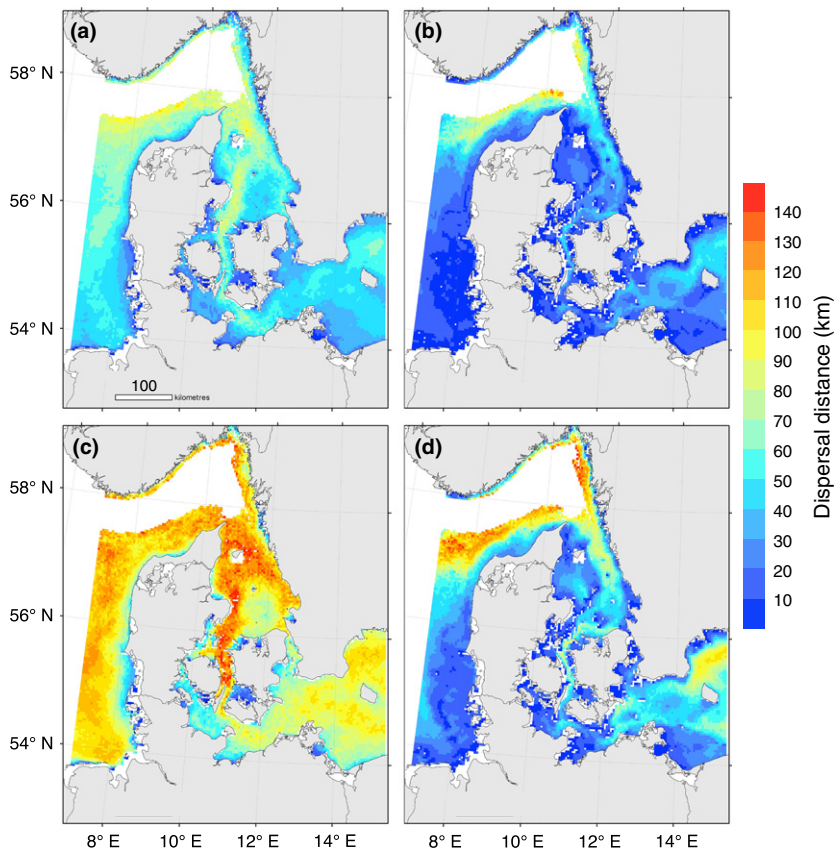 (a)
(b)
58° N
56° N
54° N
100
kilometres
140
130
120
110
100
90
80
70
60
50
40
30
20
10
Dispersal distance (km)
(c)
(d)
58° N
56° N
54° N
8° E 10° E 12° E 14° E
10° E 12° E 14° E